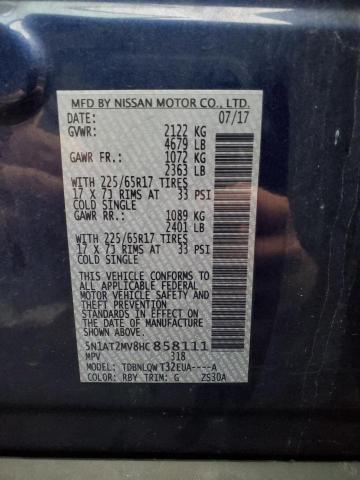 MFD BY NISSAN MOTOR CO., LTD.
DATE: 07/17
GVWR: 2122 KG
4679 LB
GAWR FR.: 1072 KG
2363 LB
WITH 225/65R17 TIRES
17 X 7J RIMS AT 33 PSI
COLD SINGLE
GAWR RR: 1089 KG
2401 LB
WITH 225/65R17 TIRES
17 X 7J RIMS AT 33 PSI
COLD SINGLE
THIS VEHICLE CONFORMS TO
ALL APPLICABLE FEDERAL
MOTOR VEHICLE SAFETY
AND THEFT PREVENTION
STANDARDS IN EFFECT ON
THE DATE OF MANUFACTURE
SHOWN ABOVE.
5N1AT2MV8HC 858111
MPV 318
MODEL: TDBNLQWT32EUA----A
COLOR: RBY TRIM: G 2S30A